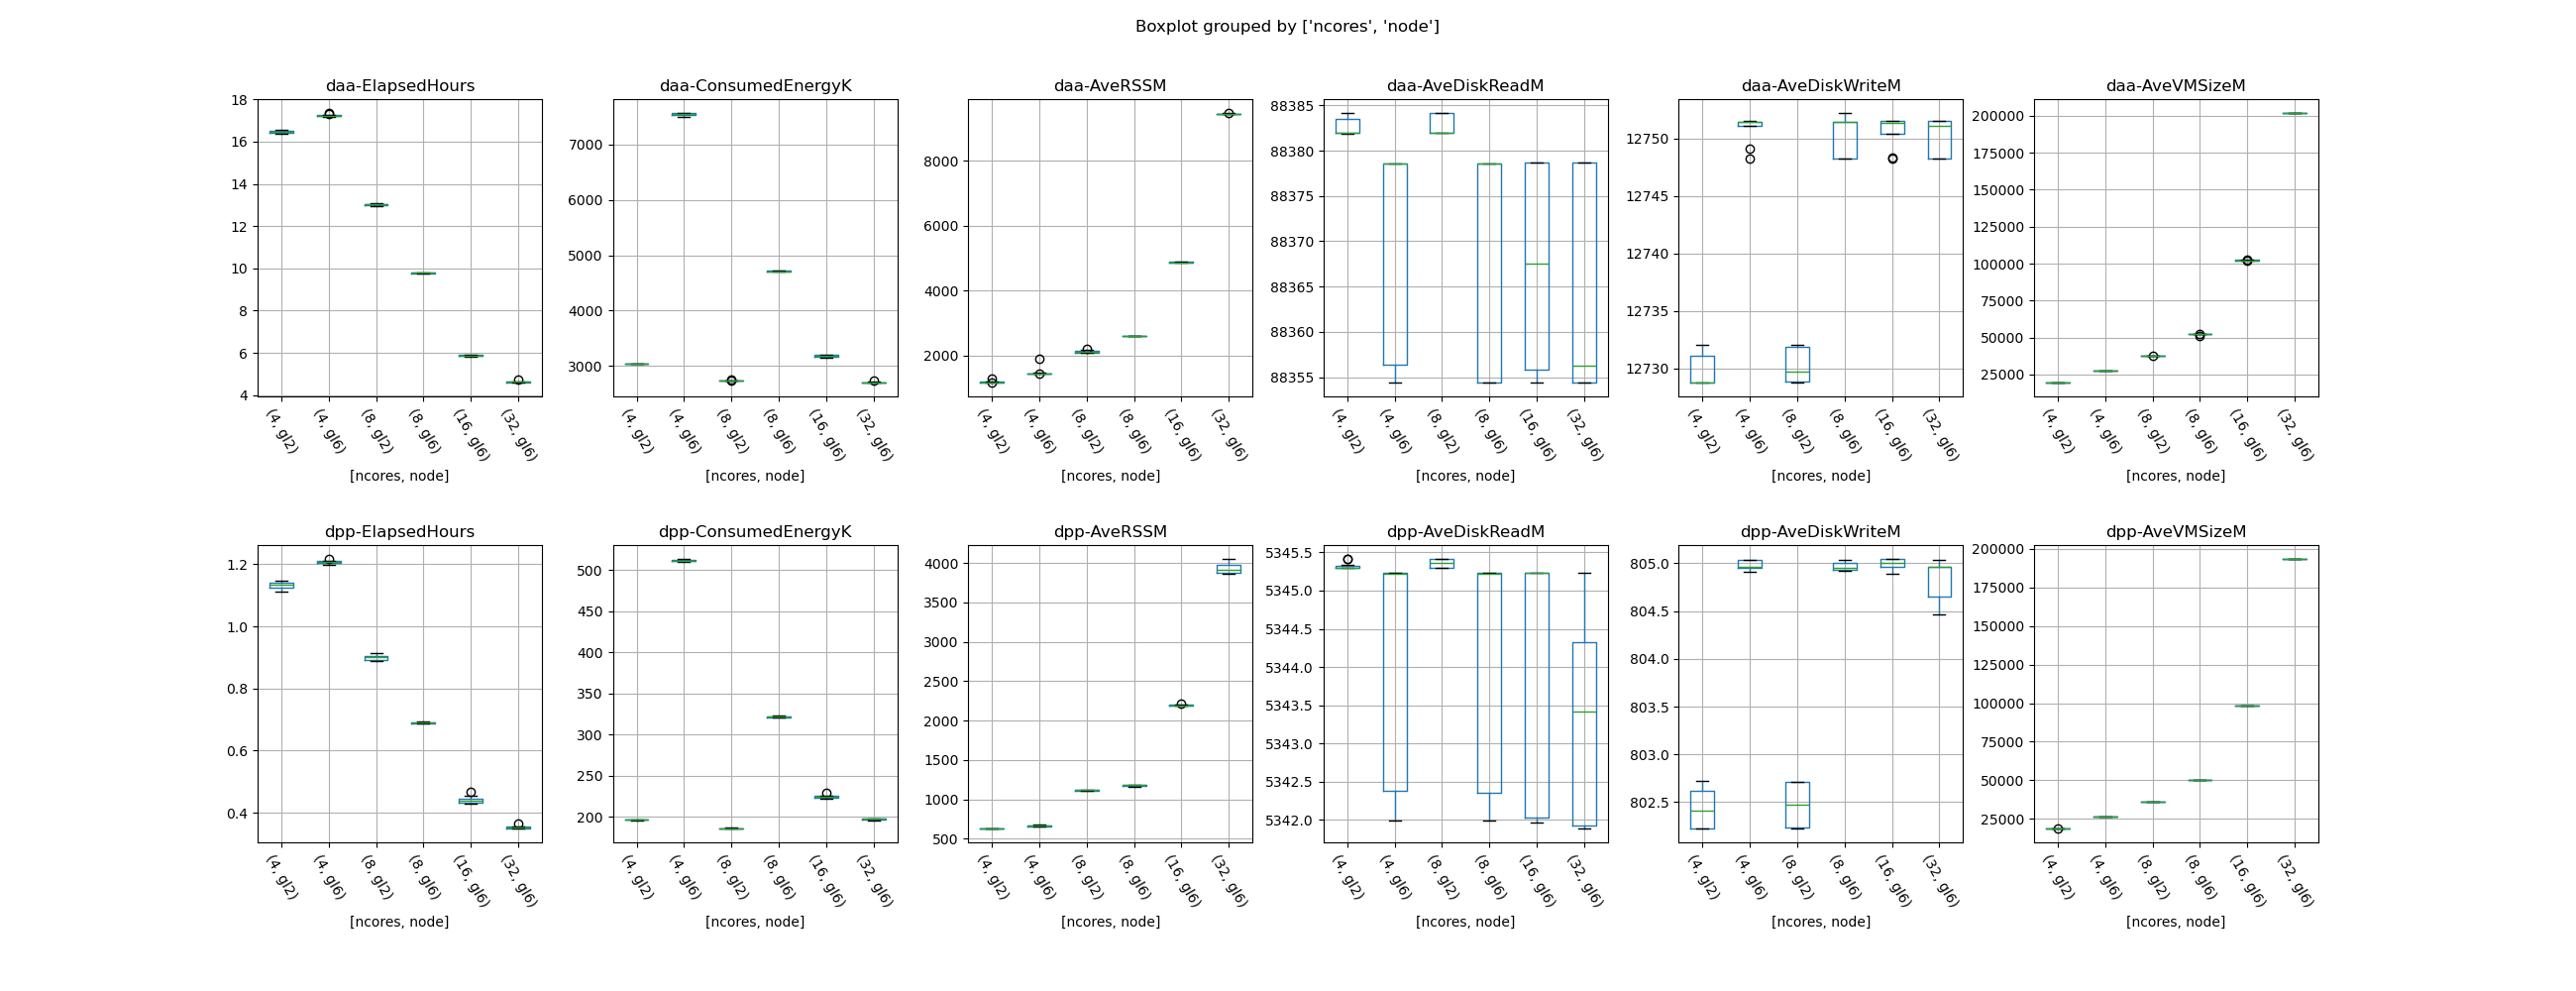 Boxplot grouped by ['ncores', 'node']
daa-ElapsedHours
18
16
14
12
10
8
6
4
(4, gl2)
(4, gl6)
(8, gl2)
(8, gl6)
(16, gl6)
(32, gl6)
[ncores, node]
daa-ConsumedEnergyK
7000
6000
5000
4000
3000
(4, gl2)
(4, gl6)
(8, gl2)
(8, gl6)
(16, gl6)
(32, gl6)
[ncores, node]
daa-AveRSSM
8000
6000
4000
2000
(4, gl2)
(4, gl6)
(8, gl2)
(8, gl6)
(16, gl6)
(32, gl6)
[ncores, node]
daa-AveDiskReadM
88385
88380
88375
88370
88365
88360
88355
(4, gl2)
(4, gl6)
(8, gl2)
(8, gl6)
(16, gl6)
(32, gl6)
[ncores, node]
daa-AveDiskWriteM
12750
12745
12740
12735
12730
(4, gl2)
(4, gl6)
(8, gl2)
(8, gl6)
(16, gl6)
(32, gl6)
[ncores, node]
daa-AveVMSizeM
200000
175000
150000
125000
100000
75000
50000
25000
(4, gl2)
(4, gl6)
(8, gl2)
(8, gl6)
(16, gl6)
(32, gl6)
[ncores, node]
dpp-ElapsedHours
1.2
1.0
0.8
0.6
0.4
(4, gl2)
(4, gl6)
(8, gl2)
(8, gl6)
(16, gl6)
(32, gl6)
[ncores, node]
dpp-ConsumedEnergyK
500
450
400
350
300
250
200
(4, gl2)
(4, gl6)
(8, gl2)
(8, gl6)
(16, gl6)
(32, gl6)
[ncores, node]
dpp-AveRSSM
4000
3500
3000
2500
2000
1500
1000
500
(4, gl2)
(4, gl6)
(8, gl2)
(8, gl6)
(16, gl6)
(32, gl6)
[ncores, node]
dpp-AveDiskReadM
5345.5
5345.0
5344.5
5344.0
5343.5
5343.0
5342.5
5342.0
(4, gl2)
(4, gl6)
(8, gl2)
(8, gl6)
(16, gl6)
(32, gl6)
[ncores, node]
dpp-AveDiskWriteM
805.0
804.5
804.0
803.5
803.0
802.5
(4, gl2)
(4, gl6)
(8, gl2)
(8, gl6)
(16, gl6)
(32, gl6)
[ncores, node]
dpp-AveVMSizeM
200000
175000
150000
125000
100000
75000
50000
25000
(4, gl2)
(4, gl6)
(8, gl2)
(8, gl6)
(16, gl6)
(32, gl6)
[ncores, node]